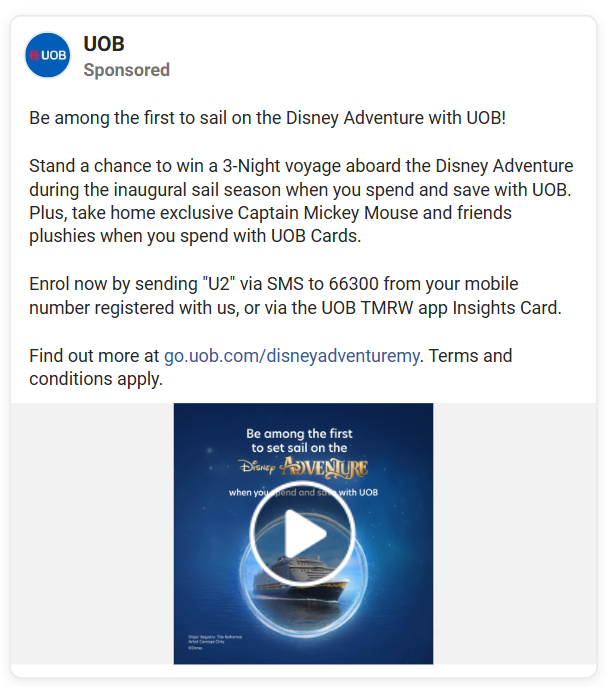 UOB
UOB
Sponsored
Be among the first to sail on the Disney Adventure with UOB!
Stand a chance to win a 3-Night voyage aboard the Disney Adventure
during the inaugural sail season when you spend and save with UOB.
Plus, take home exclusive Captain Mickey Mouse and friends
plushies when you spend with UOB Cards.
Enrol now by sending "U2" via SMS to 66300 from your mobile
number registered with us, or via the UOB TMRW app Insights Card.
Find out more at go.uob.com/disneyadventuremy. Terms and
conditions apply.
Be among the first
to set sail on the
Disney ADVENTURE
when you spend and save with UOB
Ships' Registry: The Bahamas
Artist Concept Only
©Disney